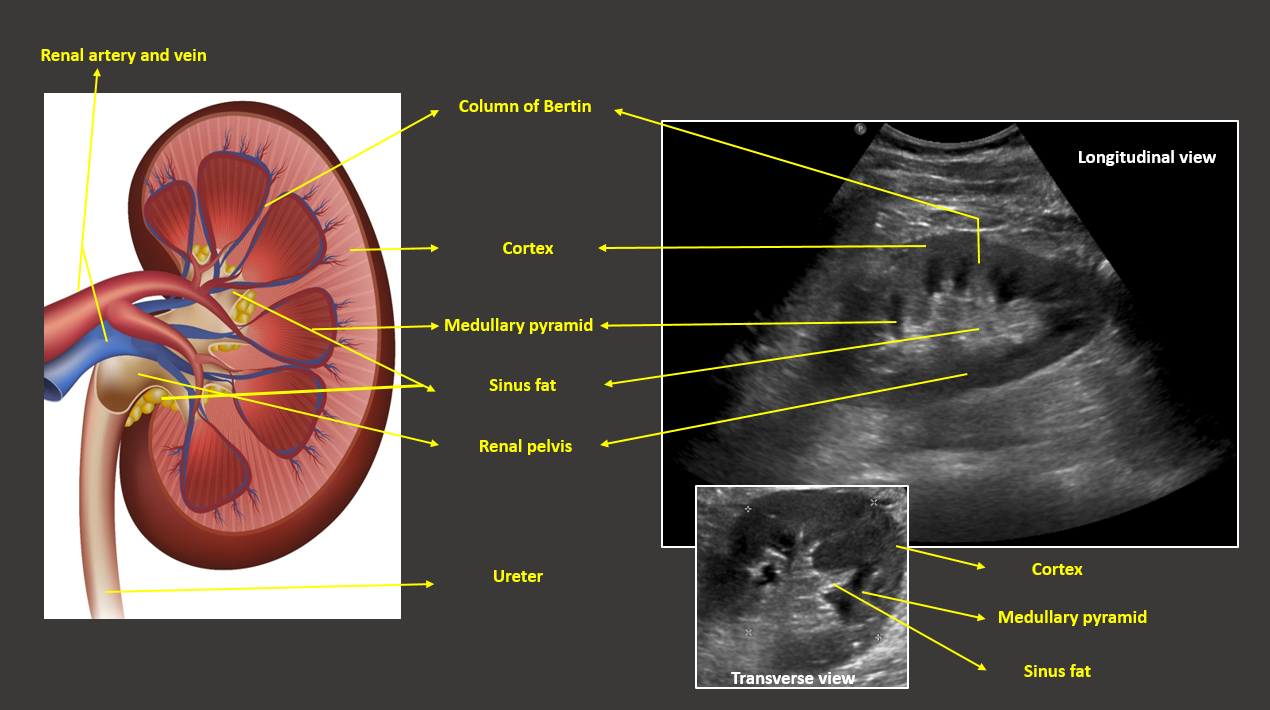 Renal artery and vein
Column of Bertin
Longitudinal view
Cortex
Medullary pyramid
Sinus fat
Renal pelvis
Ureter
P
Cortex
Medullary pyramid
Sinus fat
Transverse view